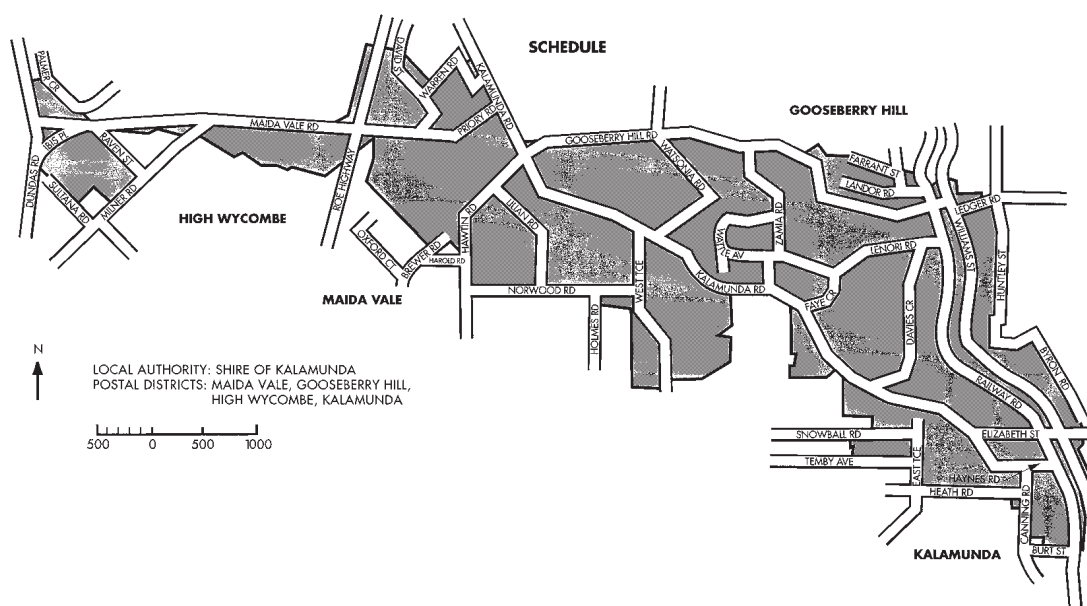 SCHEDULE
GOOSEBERRY HILL
HIGH WYCOMBE
MAIDA VALE
KALAMUNDA
PALMER CR
DUNDAS RD
IBIS PL
RAVEN ST
SULTANA RD
MILNER RD
MAIDA VALE RD
ROE HIGHWAY
DAVID ST
WARREN RD
KALAMUNDA RD
PRIORY RD
OXFORD CT
BREWER RD
HAROLD RD
HAWTIN RD
LILIAN RD
GOOSEBERRY HILL RD
WATSONIA RD
NORWOOD RD
HOLMES RD
WEST TCE
KALAMUNDA RD
WATTLE AV
ZAMIA RD
FARRANT ST
LANDOR RD
LEDGER RD
LENORI RD
WILLIAMS ST
HUNTLEY ST
FAYE CR
DAVIES CR
BYRON RD
RAILWAY RD
ELIZABETH ST
SNOWBALL RD
TEMBY AVE
EAST TCE
HAYNES RD
HEATH RD
CANNING RD
BURT ST
N
LOCAL AUTHORITY: SHIRE OF KALAMUNDA
POSTAL DISTRICTS: MAIDA VALE, GOOSEBERRY HILL,
HIGH WYCOMBE, KALAMUNDA
500 0 500 1000